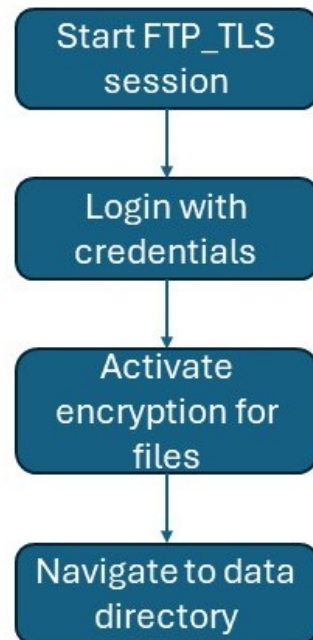 Start FTP_TLS
session
Login with
credentials
Activate
encryption for
files
Navigate to data
directory